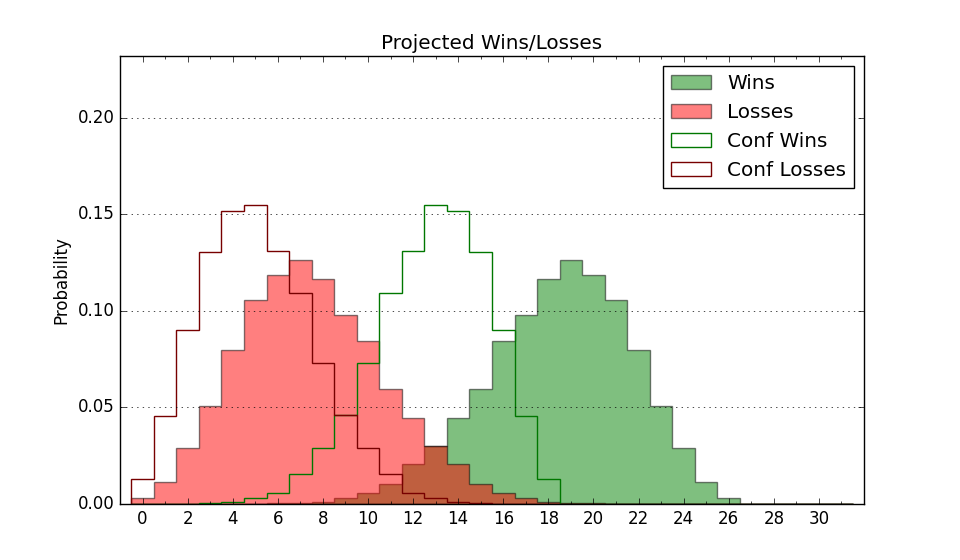 Projected Wins/Losses
Wins
Losses
Conf Wins
Conf Losses
0.20
0.15
0.10
0.05
0.00
Probability
0 2 4 6 8 10 12 14 16 18 20 22 24 26 28 30